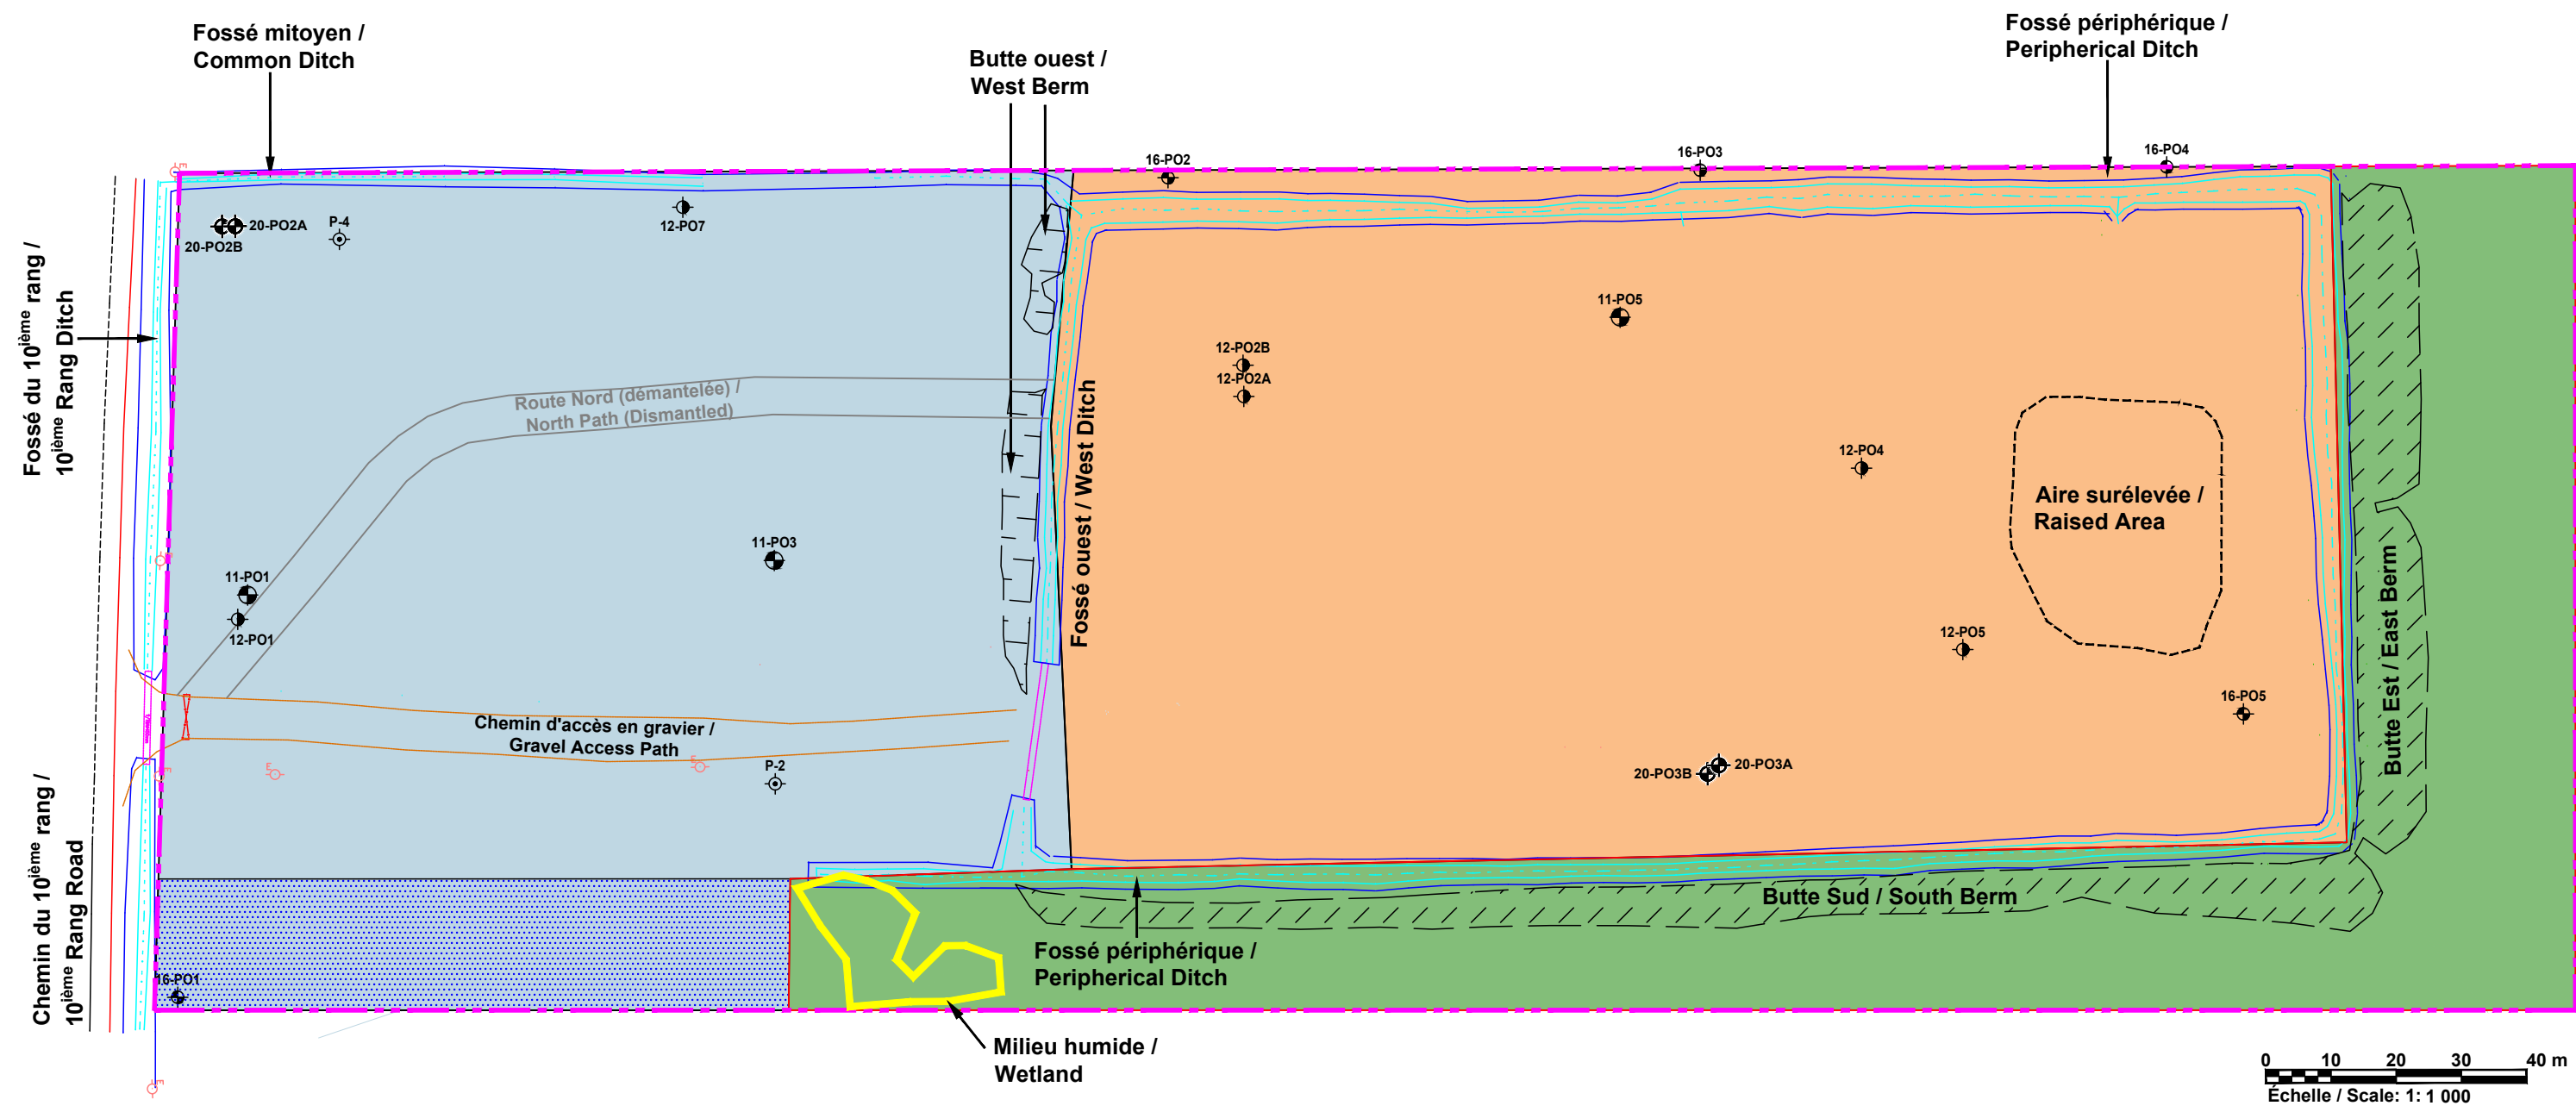 Fossé mitoyen /
Common Ditch
Butte ouest /
West Berm
Fossé périphérique /
Peripherical Ditch
16-PO2
16-PO3
16-PO4
20-PO2A
20-PO2B
P-4
12-PO7
Fossé du 10ième rang /
10ième Rang Ditch
11-PO5
12-PO2B
12-PO2A
Route Nord (démantelée) /
North Path (Dismantled)
Fossé ouest / West Ditch
12-PO4
Aire surélevée /
Raised Area
11-PO3
11-PO1
12-PO1
12-PO5
Butte Est / East Berm
16-PO5
Chemin d'accès en gravier /
Gravel Access Path
P-2
20-PO3B
20-PO3A
Chemin du 10ième rang /
10ième Rang Road
Butte Sud / South Berm
16-PO1
Fossé périphérique /
Peripherical Ditch
Milieu humide /
Wetland
0 10 20 30 40 m
Échelle / Scale: 1: 1 000